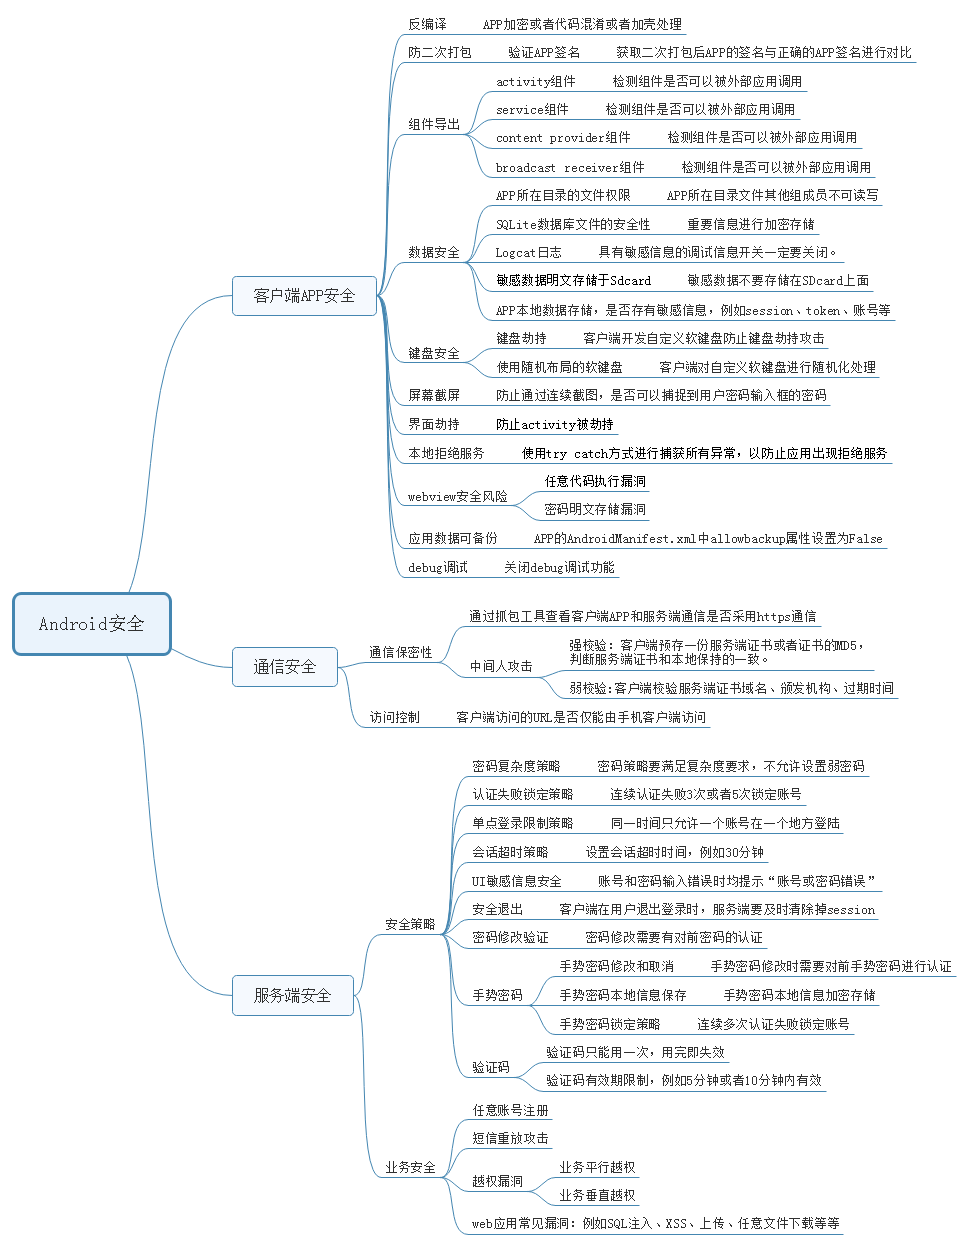 Android安全
客户端APP安全
反编译 APP加密或者代码混淆或者加壳处理
防二次打包 验证APP签名 获取二次打包后APP的签名与正确的APP签名进行对比
组件导出
activity组件 检测组件是否可以被外部应用调用
service组件 检测组件是否可以被外部应用调用
content provider组件 检测组件是否可以被外部应用调用
broadcast receiver组件 检测组件是否可以被外部应用调用
数据安全
APP所在目录的文件权限 APP所在目录文件其他组成员不可读写
SQLite数据库文件的安全性 重要信息进行加密存储
Logcat日志 具有敏感信息的调试信息开关一定要关闭。
敏感数据明文存储于Sdcard 敏感数据不要存储在SDcard上面
APP本地数据存储，是否存有敏感信息，例如session、token、账号等
键盘安全
键盘劫持 客户端开发自定义软键盘防止键盘劫持攻击
使用随机布局的软键盘 客户端对自定义软键盘进行随机化处理
屏幕截屏 防止通过连续截图，是否可以捕捉到用户密码输入框的密码
界面劫持 防止activity被劫持
本地拒绝服务 使用try catch方式进行捕获所有异常，以防止应用出现拒绝服务
webview安全风险
任意代码执行漏洞
密码明文存储漏洞
应用数据可备份 APP的AndroidManifest.xml中allowbackup属性设置为False
debug调试 关闭debug调试功能
通信安全
通信保密性
通过抓包工具查看客户端APP和服务端通信是否采用https通信
中间人攻击
强校验：客户端预存一份服务端证书或者证书的MD5，
判断服务端证书和本地保持的一致。
弱校验:客户端校验服务端证书域名、颁发机构、过期时间
访问控制 客户端访问的URL是否仅能由手机客户端访问
服务端安全
安全策略
密码复杂度策略 密码策略要满足复杂度要求，不允许设置弱密码
认证失败锁定策略 连续认证失败3次或者5次锁定账号
单点登录限制策略 同一时间只允许一个账号在一个地方登陆
会话超时策略 设置会话超时时间，例如30分钟
UI敏感信息安全 账号和密码输入错误时均提示“账号或密码错误”
安全退出 客户端在用户退出登录时，服务端要及时清除掉session
密码修改验证 密码修改需要有对前密码的认证
手势密码
手势密码修改和取消 手势密码修改时需要对前手势密码进行认证
手势密码本地信息保存 手势密码本地信息加密存储
手势密码锁定策略 连续多次认证失败锁定账号
验证码
验证码只能用一次，用完即失效
验证码有效期限制，例如5分钟或者10分钟内有效
业务安全
任意账号注册
短信重放攻击
越权漏洞
业务平行越权
业务垂直越权
web应用常见漏洞：例如SQL注入、XSS、上传、任意文件下载等等